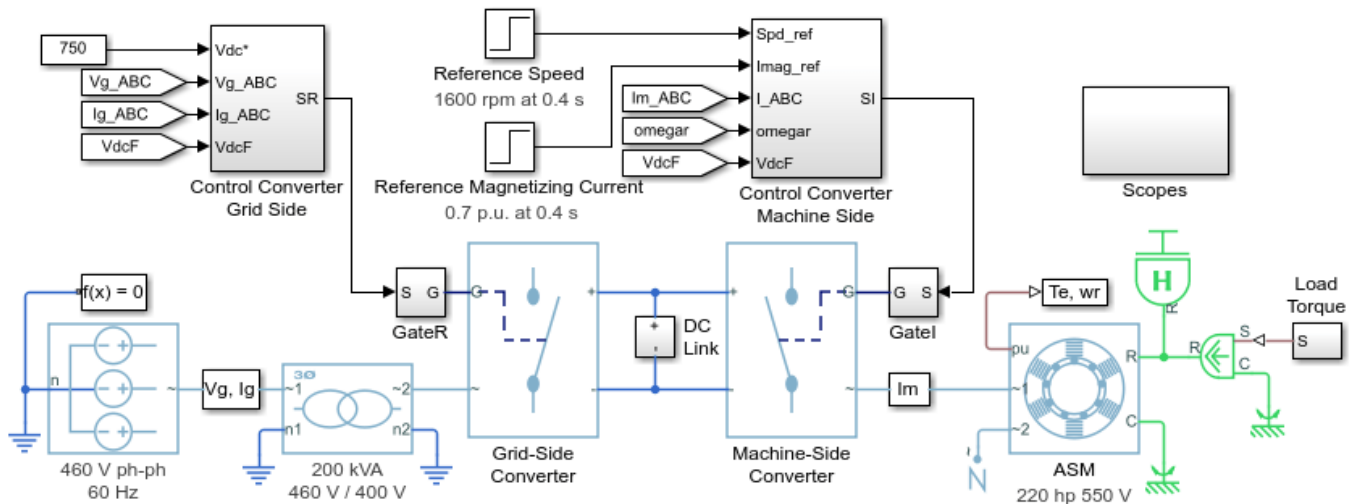 750
Vdc*
Vg_ABC
Vg_ABC
Ig_ABC
Ig_ABC
VdcF
VdcF
SR
Control Converter
Grid Side
Reference Speed
1600 rpm at 0.4 s
Reference Magnetizing Current
0.7 p.u. at 0.4 s
Spd_ref
Imag_ref
Im_ABC
I_ABC
SI
omegar
omegar
VdcF
VdcF
Control Converter
Machine Side
Scopes
f(x) = 0
n
~
460 V ph-ph
60 Hz
Vg, Ig
3Ø
~1
~2
n1
n2
200 kVA
460 V / 400 V
S G
GateR
G
~
+
-
Grid-Side
Converter
+
-
DC
Link
+
-
G
~
Machine-Side
Converter
G S
GateI
Im
Te, wr
pu
~1
~2
R
C
~
N
ASM
220 hp 550 V
H
R
R
S
C
Load
Torque
S